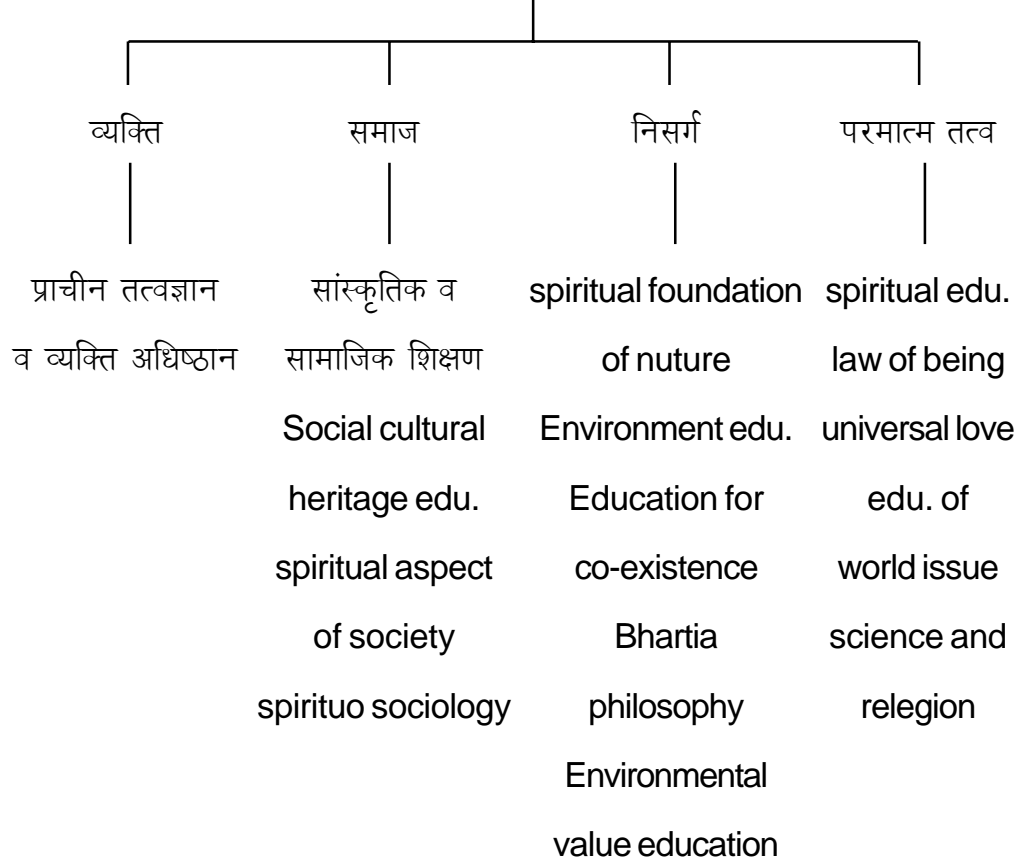 व्यक्ति
समाज
निसर्ग
परमात्म तत्व
प्राचीन तत्वज्ञान
व व्यक्ति अधिष्ठान
सांस्कृतिक व
सामाजिक शिक्षण
Social cultural
heritage edu.
spiritual aspect
of society
spirituo sociology
spiritual foundation
of nuture
Environment edu.
Education for
co-existence
Bhartia
philosophy
Environmental
value education
spiritual edu.
law of being
universal love
edu. of
world issue
science and
relegion